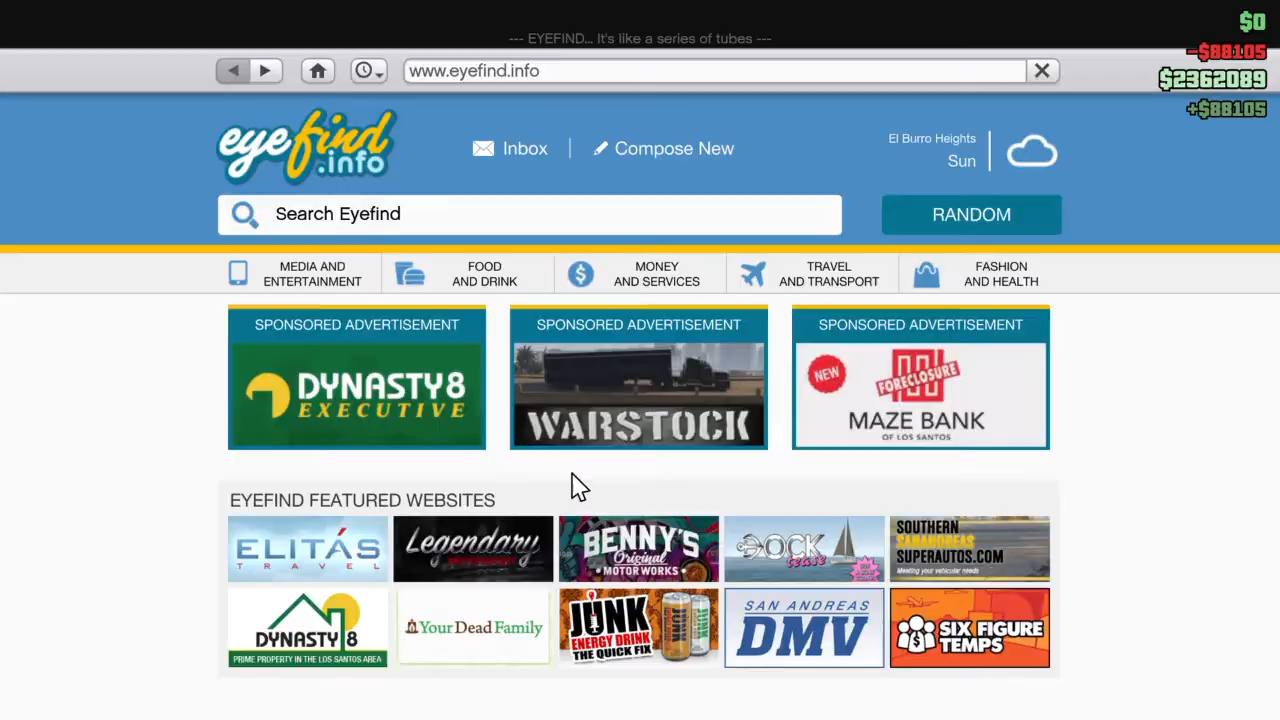 $0
--- EYEFIND... It's like a series of tubes ---
-$88105
www.eyefind.info
$2362089
+$88105
eyefind
.info
Inbox
Compose New
El Burro Heights
Sun
Search Eyefind
RANDOM
MEDIA AND
ENTERTAINMENT
FOOD
AND DRINK
MONEY
AND SERVICES
TRAVEL
AND TRANSPORT
FASHION
AND HEALTH
SPONSORED ADVERTISEMENT
DYNASTY8
EXECUTIVE
SPONSORED ADVERTISEMENT
WARSTOCK
SPONSORED ADVERTISEMENT
NEW
FORECLOSURE
MAZE BANK
OF LOS SANTOS
EYEFIND FEATURED WEBSITES
ELITÁS
TRAVEL
Legendary
BENNY'S
Original
MOTOR WORKS
DOCK
tease
SOUTHERN
SANANDREAS
SUPERAUTOS.COM
Meeting your vehicular needs
DYNASTY 8
PRIME PROPERTY IN THE LOS SANTOS AREA
Your Dead Family
JUNK
ENERGY DRINK
THE QUICK FIX
SAN ANDREAS
DMV
SIX FIGURE
TEMPS